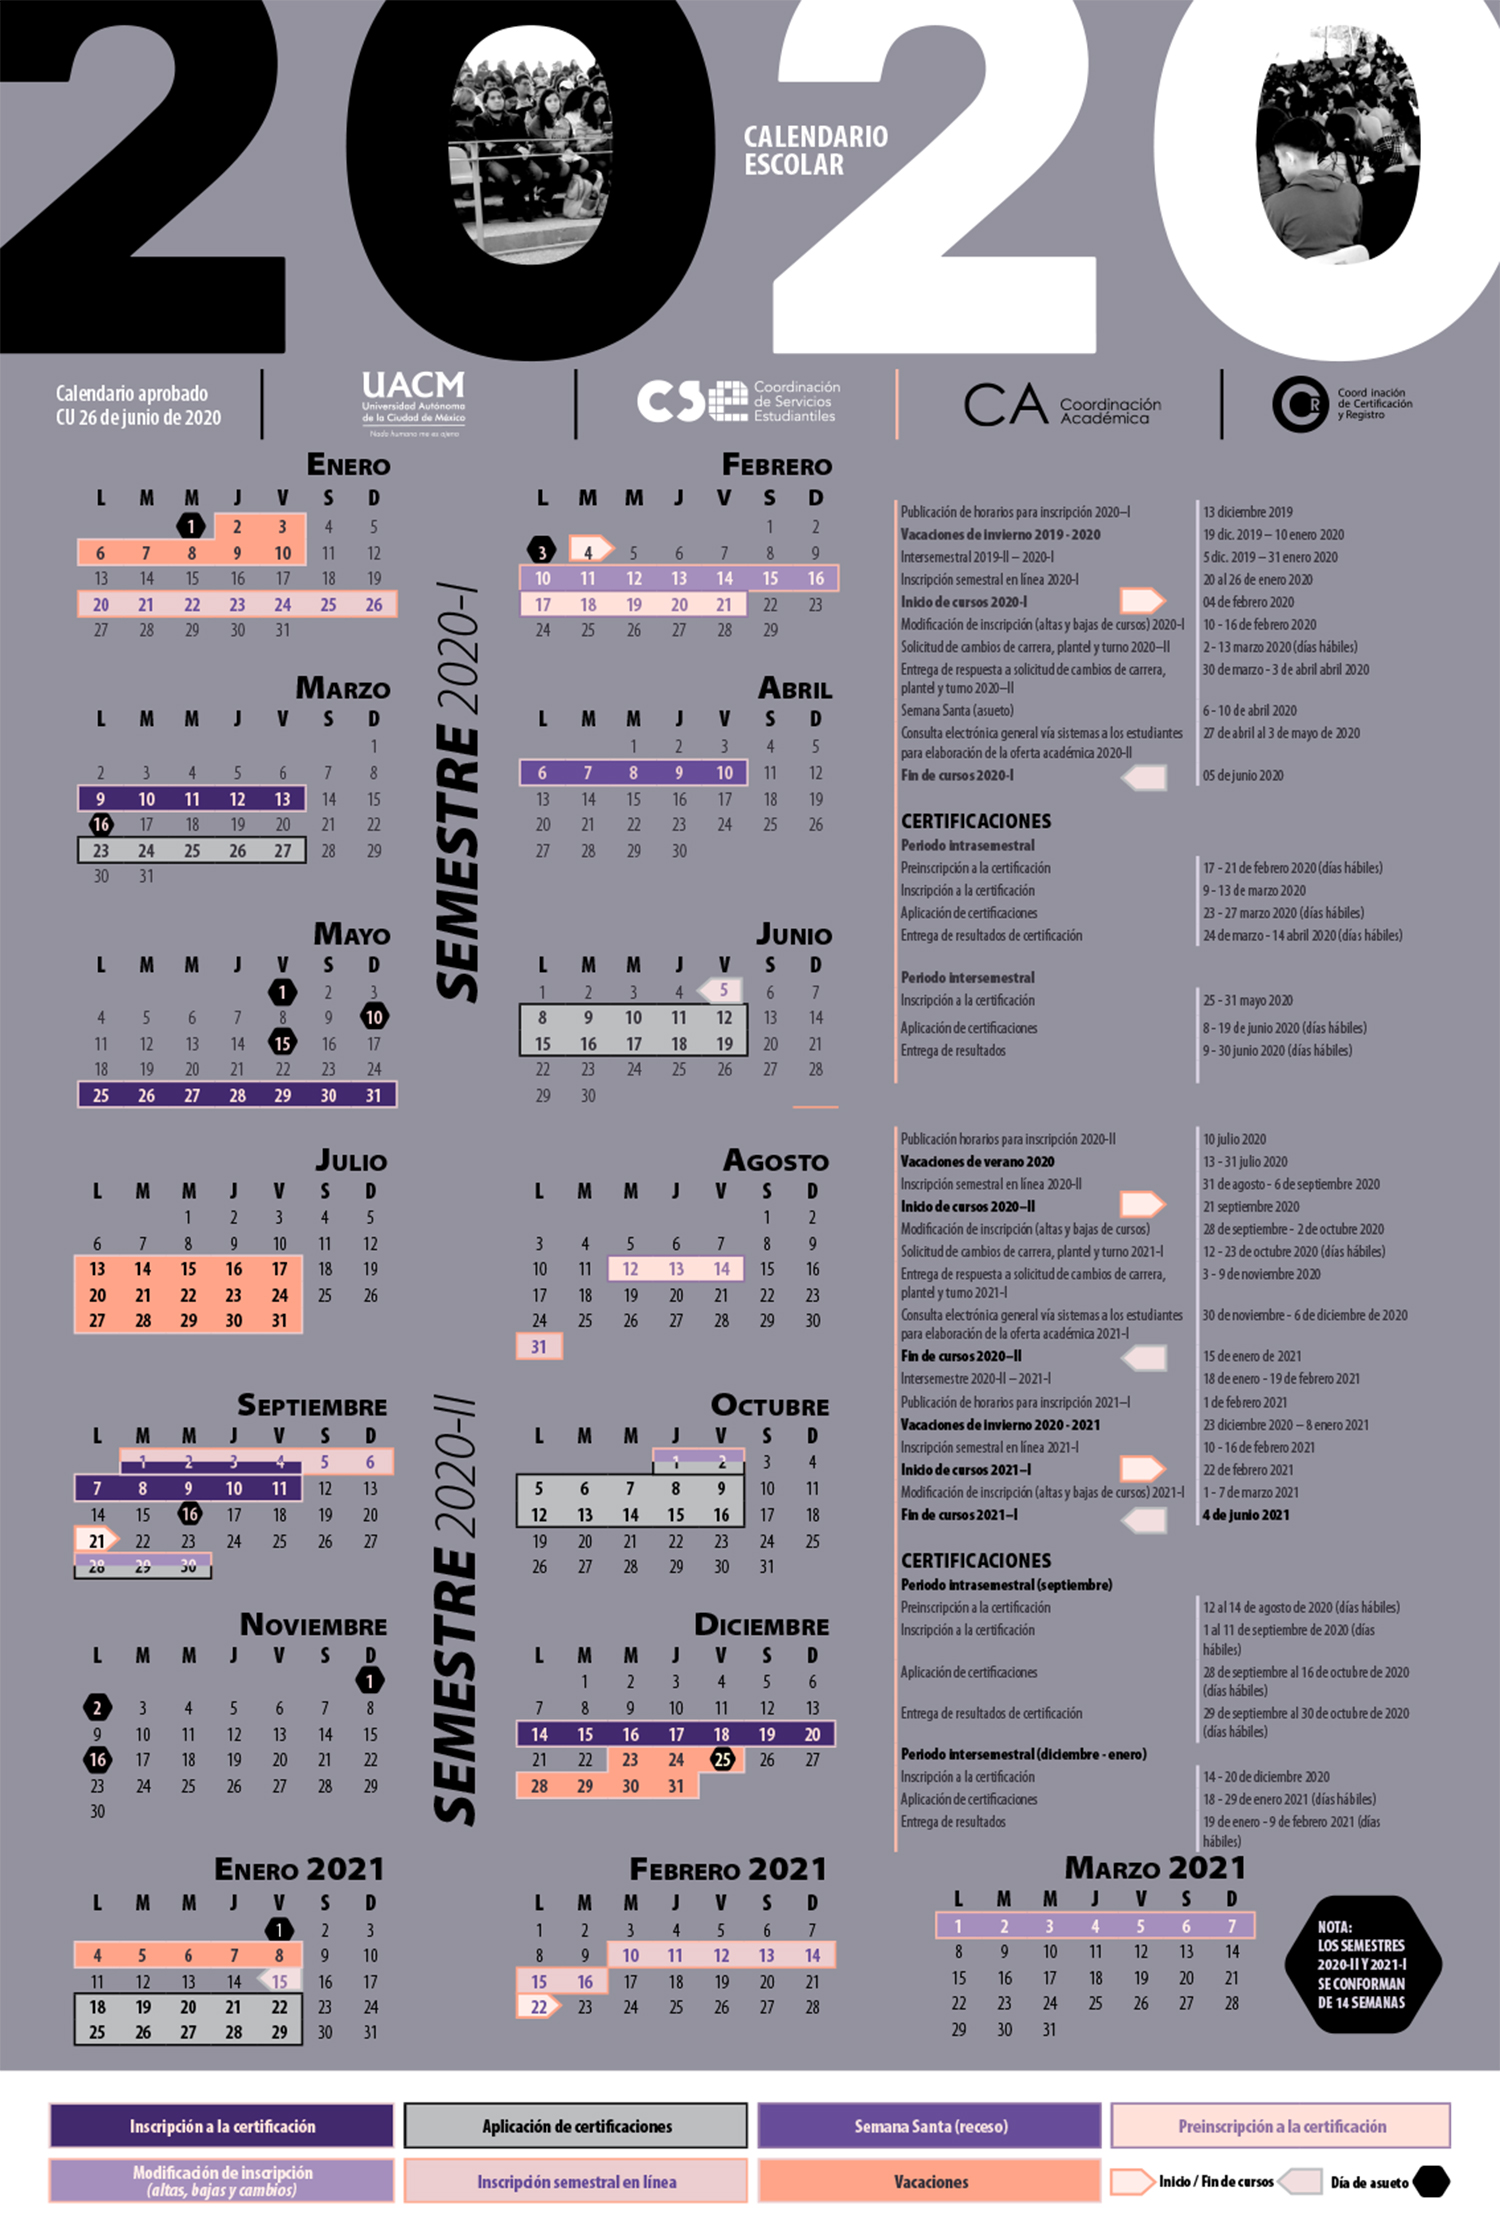 2020
CALENDARIO
ESCOLAR
Calendario aprobado
CU 26 de junio de 2020
UACM
Universidad Autónoma
de la Ciudad de México
Nada humano me es ajeno
CSe
Coordinación
de Servicios
Estudiantiles
CA Coordinación
Académica
CR
Coord inación
de Certificación
y Registro
SEMESTRE 2020-I
ENERO
L M M J V S D
1 2 3 4 5
6 7 8 9 10 11 12
13 14 15 16 17 18 19
20 21 22 23 24 25 26
27 28 29 30 31
FEBRERO
L M M J V S D
1 2
3 4 5 6 7 8 9
10 11 12 13 14 15 16
17 18 19 20 21 22 23
24 25 26 27 28 29
MARZO
L M M J V S D
1
2 3 4 5 6 7 8
9 10 11 12 13 14 15
16 17 18 19 20 21 22
23 24 25 26 27 28 29
30 31
ABRIL
L M M J V S D
1 2 3 4 5
6 7 8 9 10 11 12
13 14 15 16 17 18 19
20 21 22 23 24 25 26
27 28 29 30
MAYO
L M M J V S D
1 2 3
4 5 6 7 8 9 10
11 12 13 14 15 16 17
18 19 20 21 22 23 24
25 26 27 28 29 30 31
JUNIO
L M M J V S D
1 2 3 4 5 6 7
8 9 10 11 12 13 14
15 16 17 18 19 20 21
22 23 24 25 26 27 28
29 30
Publicación de horarios para inscripción 2020–I 13 diciembre 2019
Vacaciones de invierno 2019 - 2020 19 dic. 2019 – 10 enero 2020
Intersemestral 2019-II – 2020-I 5 dic. 2019 – 31 enero 2020
Inscripción semestral en línea 2020-I 20 al 26 de enero 2020
Inicio de cursos 2020-I 04 de febrero 2020
Modificación de inscripción (altas y bajas de cursos) 2020-I 10 - 16 de febrero 2020
Solicitud de cambios de carrera, plantel y turno 2020–II 2 - 13 marzo 2020 (días hábiles)
Entrega de respuesta a solicitud de cambios de carrera, 30 de marzo - 3 de abril abril 2020
plantel y turno 2020–II
Semana Santa (asueto) 6 - 10 de abril 2020
Consulta electrónica general vía sistemas a los estudiantes 27 de abril al 3 de mayo de 2020
para elaboración de la oferta académica 2020-II
Fin de cursos 2020-I 05 de junio 2020
CERTIFICACIONES
Periodo intrasemestral
Preinscripción a la certificación 17 - 21 de febrero 2020 (días hábiles)
Inscripción a la certificación 9 - 13 de marzo 2020
Aplicación de certificaciones 23 - 27 marzo 2020 (días hábiles)
Entrega de resultados de certificación 24 de marzo - 14 abril 2020 (días hábiles)
Periodo intersemestral
Inscripción a la certificación 25 - 31 mayo 2020
Aplicación de certificaciones 8 - 19 de junio 2020 (días hábiles)
Entrega de resultados 9 - 30 junio 2020 (días hábiles)
SEMESTRE 2020-II
JULIO
L M M J V S D
1 2 3 4 5
6 7 8 9 10 11 12
13 14 15 16 17 18 19
20 21 22 23 24 25 26
27 28 29 30 31
AGOSTO
L M M J V S D
1 2
3 4 5 6 7 8 9
10 11 12 13 14 15 16
17 18 19 20 21 22 23
24 25 26 27 28 29 30
31
SEPTIEMBRE
L M M J V S D
1 2 3 4 5 6
7 8 9 10 11 12 13
14 15 16 17 18 19 20
21 22 23 24 25 26 27
28 29 30
OCTUBRE
L M M J V S D
1 2 3 4
5 6 7 8 9 10 11
12 13 14 15 16 17 18
19 20 21 22 23 24 25
26 27 28 29 30 31
NOVIEMBRE
L M M J V S D
1
2 3 4 5 6 7 8
9 10 11 12 13 14 15
16 17 18 19 20 21 22
23 24 25 26 27 28 29
30
DICIEMBRE
L M M J V S D
1 2 3 4 5 6
7 8 9 10 11 12 13
14 15 16 17 18 19 20
21 22 23 24 25 26 27
28 29 30 31
Publicación horarios para inscripción 2020-II 10 julio 2020
Vacaciones de verano 2020 13 - 31 julio 2020
Inscripción semestral en línea 2020-II 31 de agosto - 6 de septiembre 2020
Inicio de cursos 2020–II 21 septiembre 2020
Modificación de inscripción (altas y bajas de cursos) 28 de septiembre - 2 de octubre 2020
Solicitud de cambios de carrera, plantel y turno 2021-I 12 - 23 de octubre 2020 (días hábiles)
Entrega de respuesta a solicitud de cambios de carrera, 3 - 9 de noviembre 2020
plantel y turno 2021-I
Consulta electrónica general vía sistemas a los estudiantes 30 de noviembre - 6 de diciembre de 2020
para elaboración de la oferta académica 2021-I
Fin de cursos 2020–II 15 de enero de 2021
Intersemestre 2020-II – 2021-I 18 de enero - 19 de febrero 2021
Publicación de horarios para inscripción 2021–I 1 de febrero 2021
Vacaciones de invierno 2020 - 2021 23 diciembre 2020 – 8 enero 2021
Inscripción semestral en línea 2021-I 10 - 16 de febrero 2021
Inicio de cursos 2021–I 22 de febrero 2021
Modificación de inscripción (altas y bajas de cursos) 2021-I 1 - 7 de marzo 2021
Fin de cursos 2021–I 4 de junio 2021
CERTIFICACIONES
Periodo intrasemestral (septiembre)
Preinscripción a la certificación 12 al 14 de agosto de 2020 (días hábiles)
Inscripción a la certificación 1 al 11 de septiembre de 2020 (días
hábiles)
Aplicación de certificaciones 28 de septiembre al 16 de octubre de 2020
(días hábiles)
Entrega de resultados de certificación 29 de septiembre al 30 de octubre de 2020
(días hábiles)
Periodo intersemestral (diciembre - enero)
Inscripción a la certificación 14 - 20 de diciembre 2020
Aplicación de certificaciones 18 - 29 de enero 2021 (días hábiles)
Entrega de resultados 19 de enero - 9 de febrero 2021 (días
hábiles)
ENERO 2021
L M M J V S D
1 2 3
4 5 6 7 8 9 10
11 12 13 14 15 16 17
18 19 20 21 22 23 24
25 26 27 28 29 30 31
FEBRERO 2021
L M M J V S D
1 2 3 4 5 6 7
8 9 10 11 12 13 14
15 16 17 18 19 20 21
22 23 24 25 26 27 28
MARZO 2021
L M M J V S D
1 2 3 4 5 6 7
8 9 10 11 12 13 14
15 16 17 18 19 20 21
22 23 24 25 26 27 28
29 30 31
NOTA:
LOS SEMESTRES
2020-II Y 2021-I
SE CONFORMAN
DE 14 SEMANAS
Inscripción a la certificación
Aplicación de certificaciones
Semana Santa (receso)
Preinscripción a la certificación
Modificación de inscripción
(altas, bajas y cambios)
Inscripción semestral en línea
Vacaciones
Inicio / Fin de cursos
Día de asueto